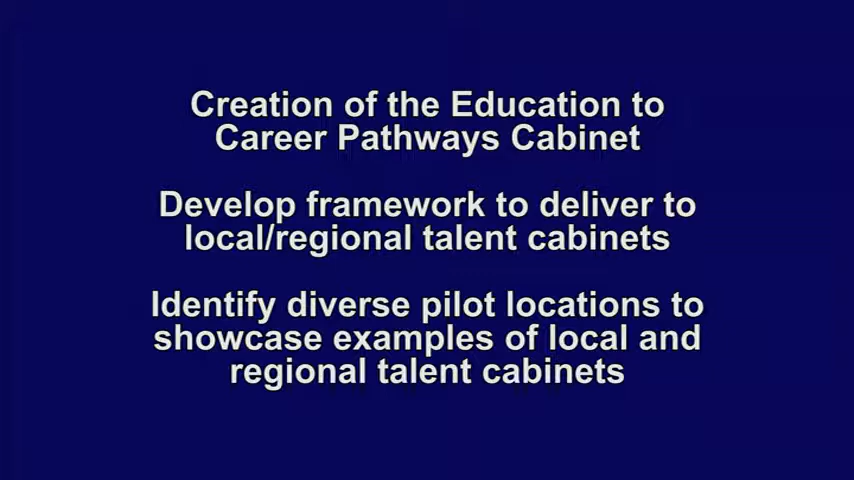 Creation of the Education to
Career Pathways Cabinet
Develop framework to deliver to
local/regional talent cabinets
Identify diverse pilot locations to
showcase examples of local and
regional talent cabinets